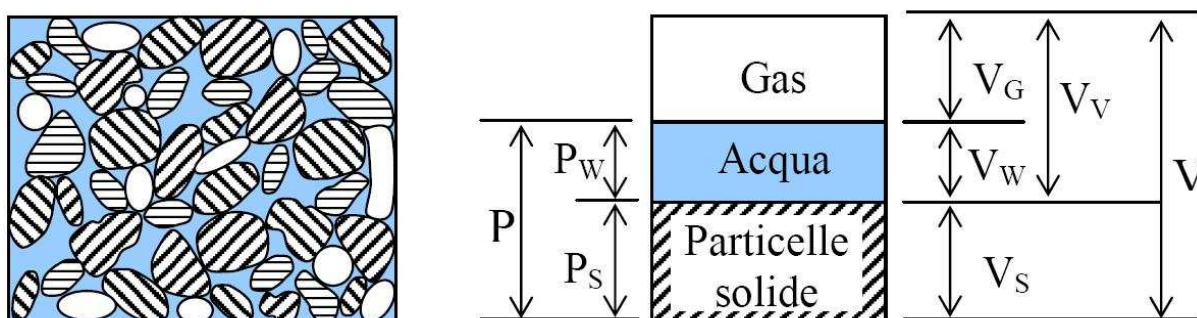 Gas
V_G
V_V
P_W
Acqua
V_W
V
P
P_S
Particelle
solide
V_S